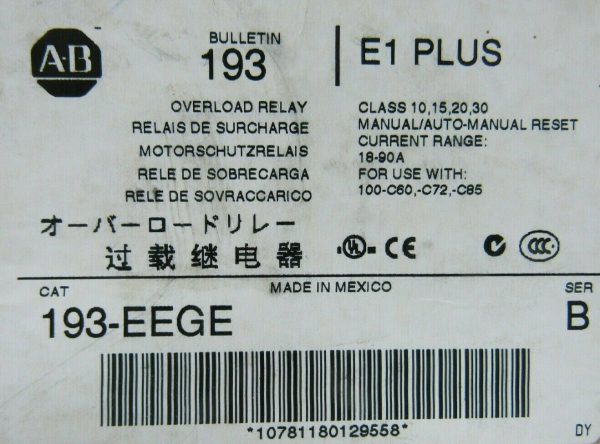 A-B
BULLETIN
193
E1 PLUS
OVERLOAD RELAY
RELAIS DE SURCHARGE
MOTORSCHUTZRELAIS
RELE DE SOBRECARGA
RELE DE SOVRACCARICO
オーバーロードリレー
过载继电器
CLASS 10,15,20,30
MANUAL/AUTO-MANUAL RESET
CURRENT RANGE:
18-90A
FOR USE WITH:
100-C60,-C72,-C85
UL CE CCC
CAT
MADE IN MEXICO
SER
193-EEGE
B
*10781180129558*
DY